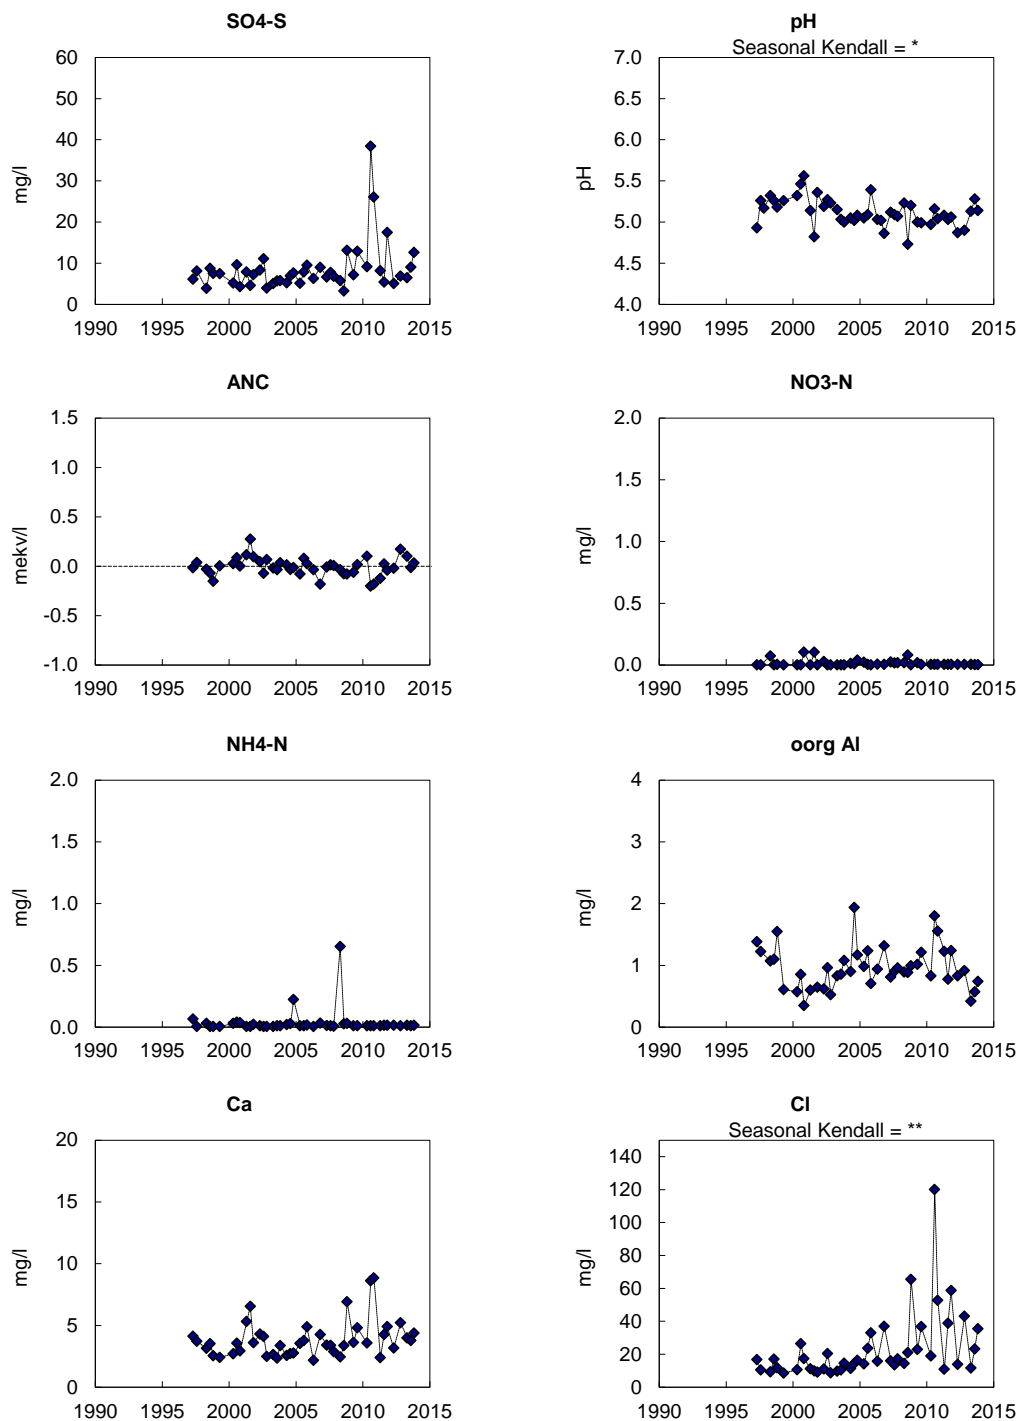 SO4-S
60
50
40
30
20
10
0
mg/l
1990 1995 2000 2005 2010 2015
pH
Seasonal Kendall = *
7.0
6.5
6.0
5.5
5.0
4.5
4.0
pH
1990 1995 2000 2005 2010 2015
ANC
1.5
1.0
0.5
0.0
-0.5
-1.0
mekv/l
1990 1995 2000 2005 2010 2015
NO3-N
2.0
1.5
1.0
0.5
0.0
mg/l
1990 1995 2000 2005 2010 2015
NH4-N
2.0
1.5
1.0
0.5
0.0
mg/l
1990 1995 2000 2005 2010 2015
oorg Al
4
3
2
1
0
mg/l
1990 1995 2000 2005 2010 2015
Ca
20
15
10
5
0
mg/l
1990 1995 2000 2005 2010 2015
Cl
Seasonal Kendall = **
140
120
100
80
60
40
20
0
mg/l
1990 1995 2000 2005 2010 2015